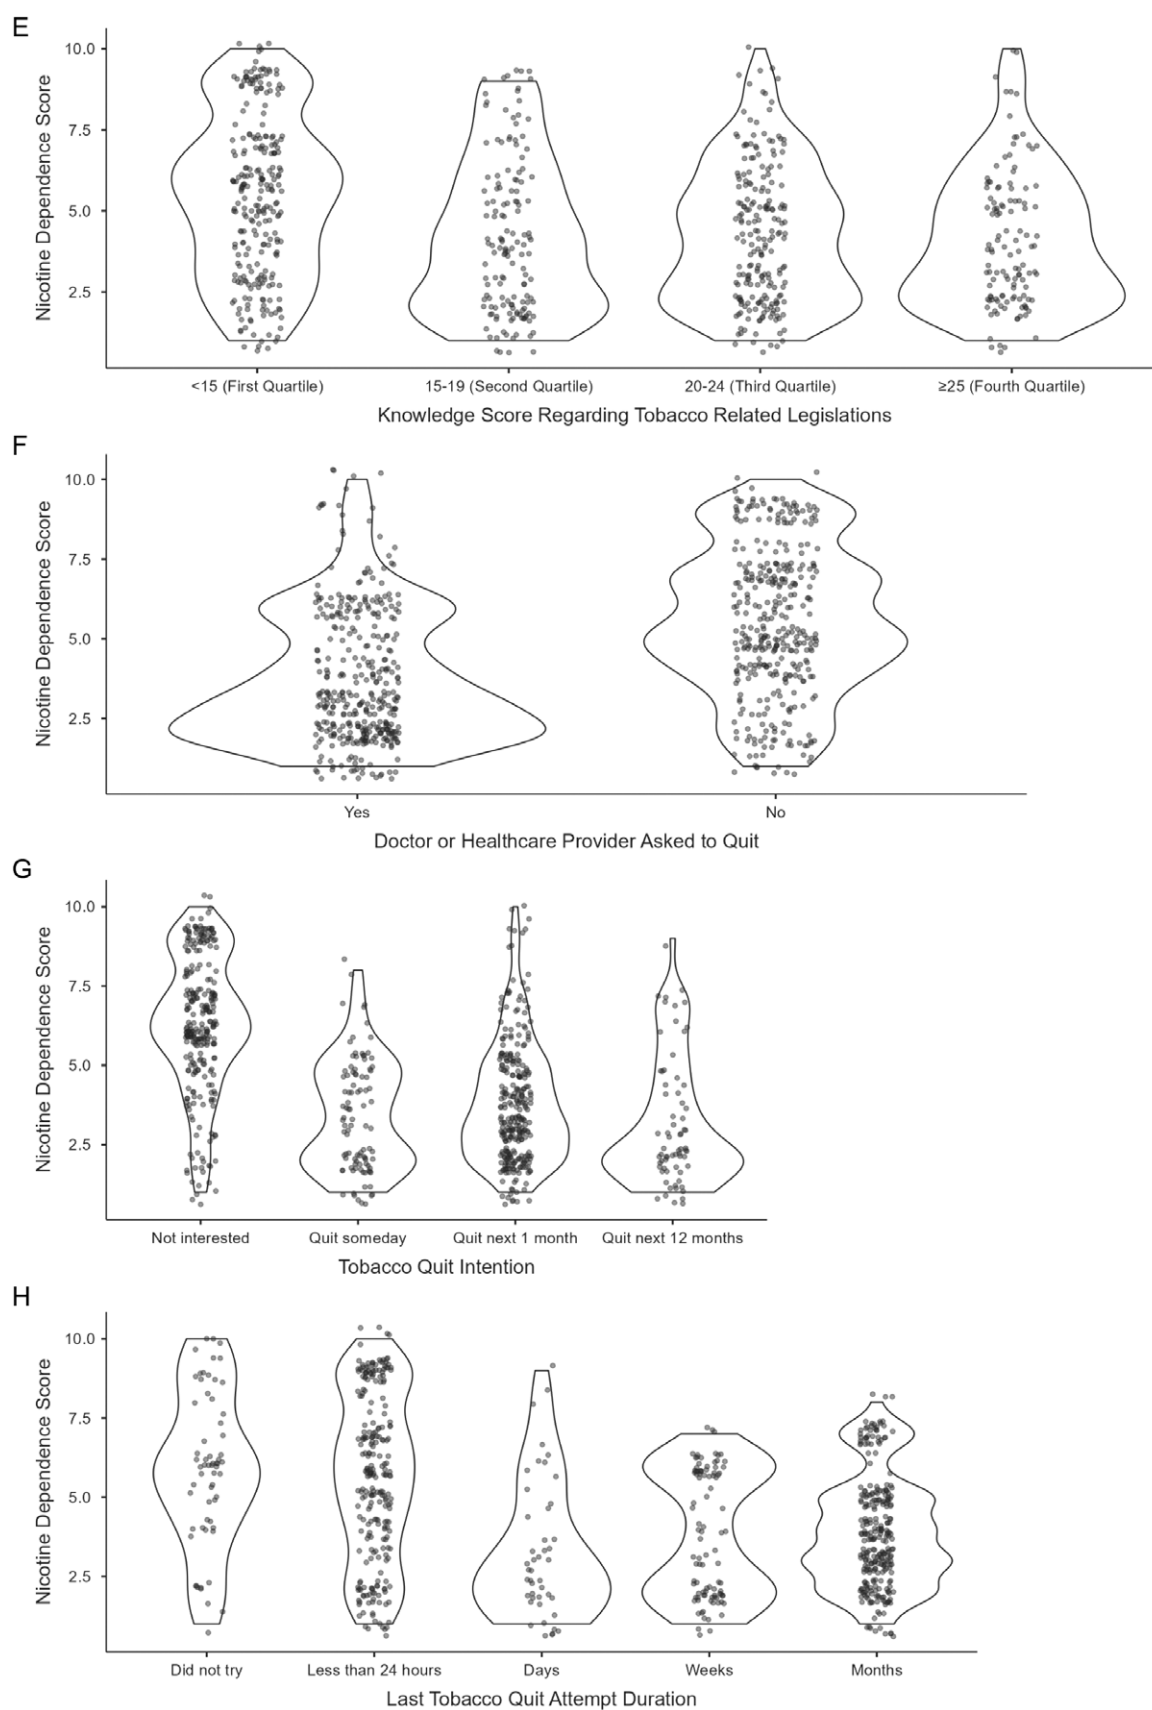 E
Nicotine Dependence Score
10.0
7.5
5.0
2.5
<15 (First Quartile) 15-19 (Second Quartile) 20-24 (Third Quartile) ≥25 (Fourth Quartile)
Knowledge Score Regarding Tobacco Related Legislations
F
Nicotine Dependence Score
10.0
7.5
5.0
2.5
Yes No
Doctor or Healthcare Provider Asked to Quit
G
Nicotine Dependence Score
10.0
7.5
5.0
2.5
Not interested Quit someday Quit next 1 month Quit next 12 months
Tobacco Quit Intention
H
Nicotine Dependence Score
10.0
7.5
5.0
2.5
Did not try Less than 24 hours Days Weeks Months
Last Tobacco Quit Attempt Duration